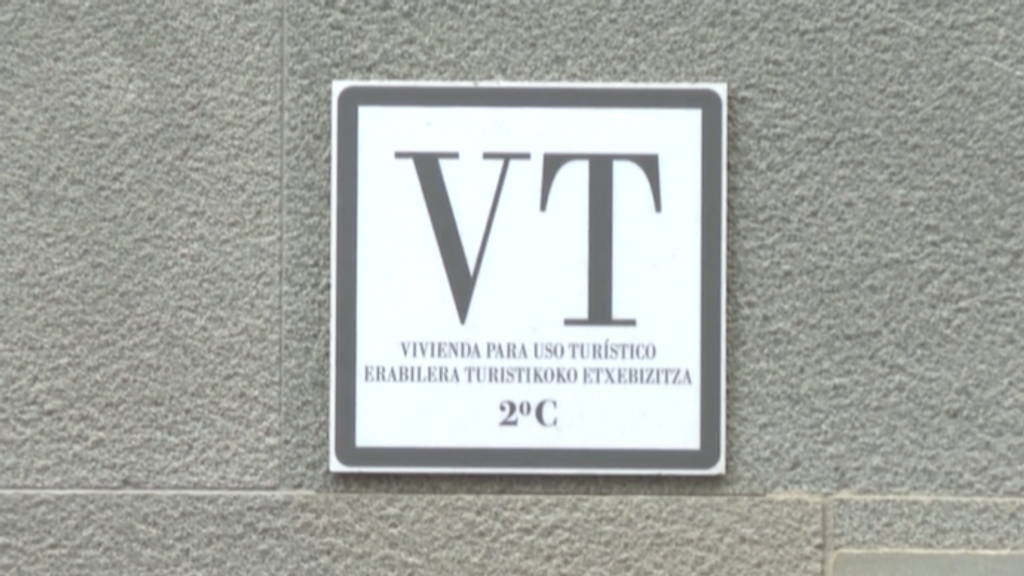 VT
VIVIENDA PARA USO TURÍSTICO
ERABILERA TURISTIKOKO ETXEBIZITZA
2ºC